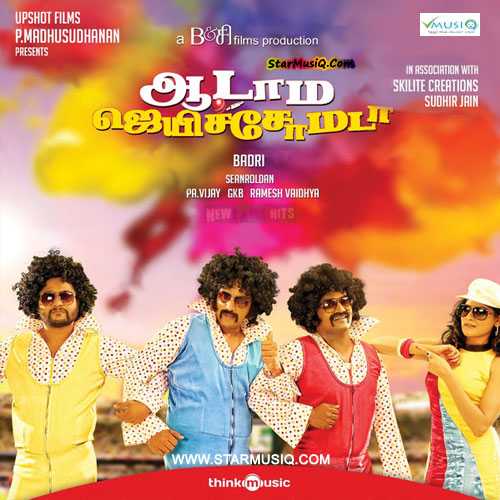 UPSHOT FILMS
P.MADHUSUDHANAN
PRESENTS
a B&C films production
VMUSIQ
StarMusiQ.Com
IN ASSOCIATION WITH
SKILITE CREATIONS
SUDHIR JAIN
ஆடாம
ஜெயிச்சோமடா
BADRI
SEANROLDAN
PA.VIJAY GKB RAMESH VAIDHYA
NEW HITS
WWW.STARMUSIQ.COM
think music